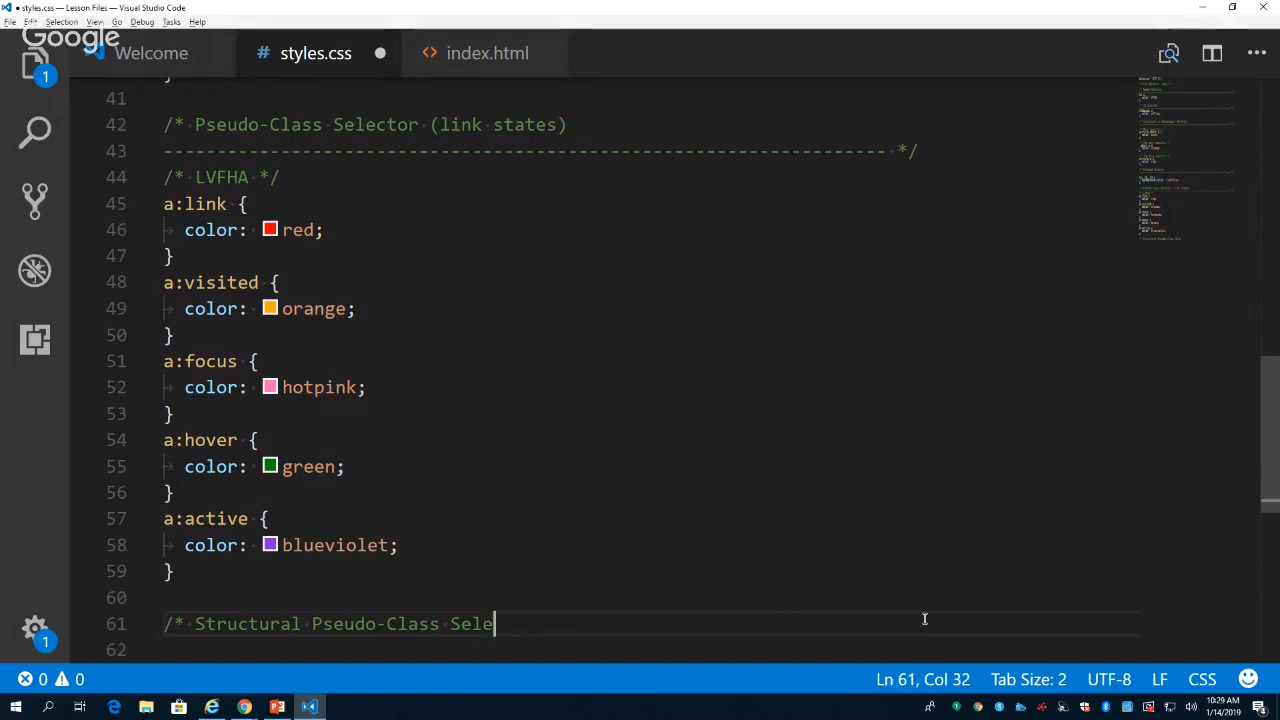 ● styles.css — Lesson Files — Visual Studio Code
File Edit Selection View Go Debug Tasks Help
Google
Welcome styles.css index.html
1
}
41
42 /* Pseudo-Class Selector (link states)
43 --------------------------------------------------------------------- */
44 /* LVFHA */
45 a:link {
46 color: red;
47 }
48 a:visited {
49 color: orange;
50 }
51 a:focus {
52 color: hotpink;
53 }
54 a:hover {
55 color: green;
56 }
57 a:active {
58 color: blueviolet;
59 }
60
61 /* Structural Pseudo-Class Sele
62
1
0 0 Ln 61, Col 32 Tab Size: 2 UTF-8 LF CSS
10:29 AM
1/14/2019